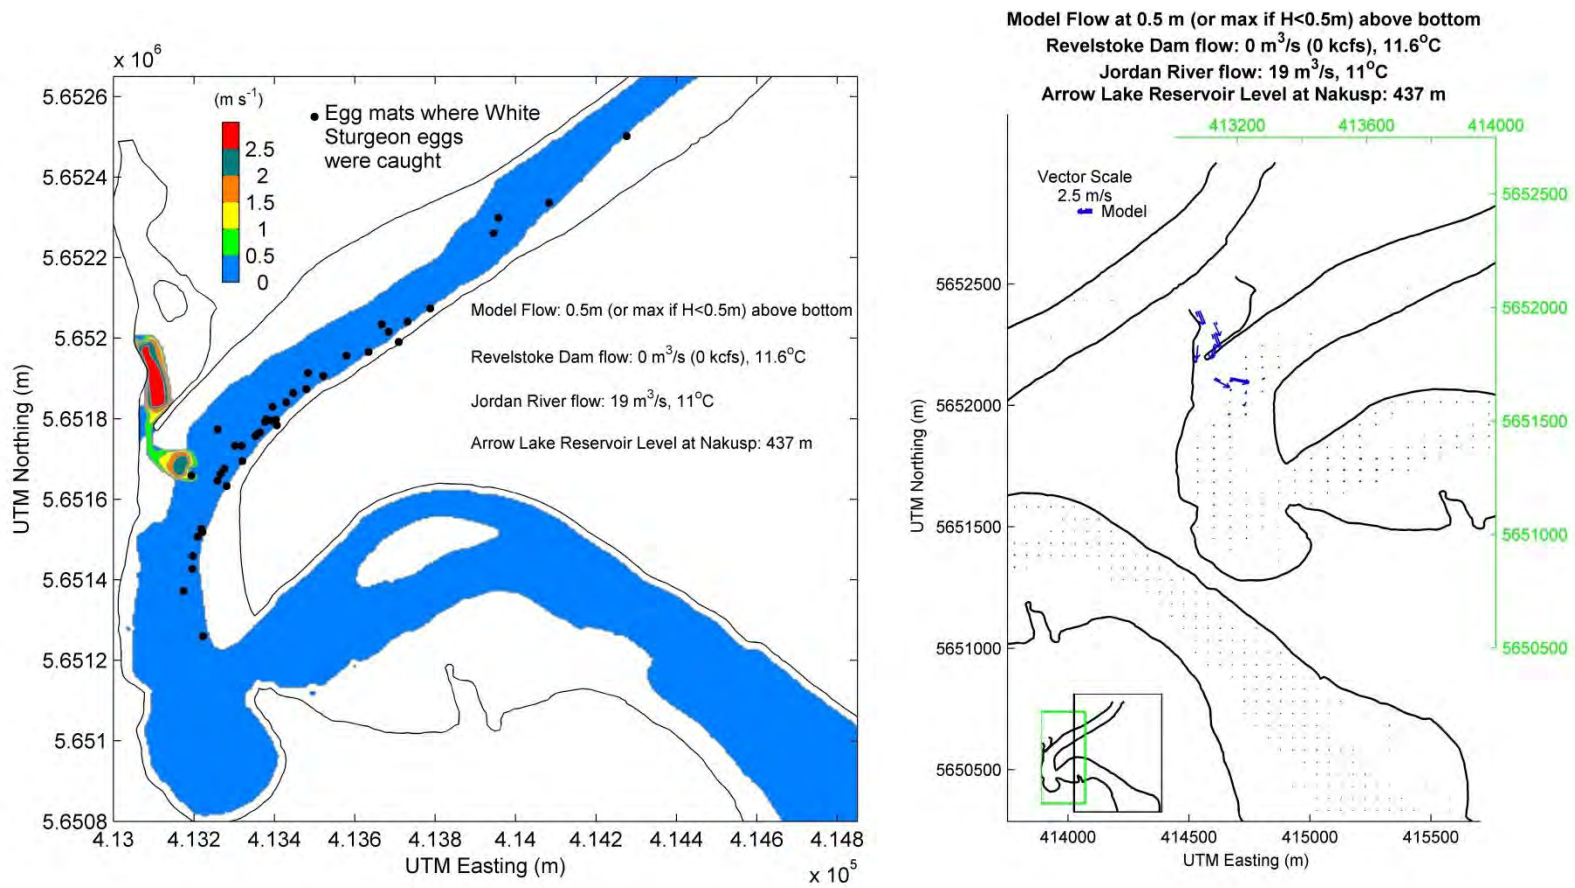 x 10⁶
5.6526
5.6524
5.6522
5.652
5.6518
5.6516
5.6514
5.6512
5.651
5.6508
UTM Northing (m)
(m s⁻¹)
2.5
2
1.5
1
0.5
0
Egg mats where White
Sturgeon eggs
were caught
Model Flow: 0.5m (or max if H<0.5m) above bottom
Revelstoke Dam flow: 0 m³/s (0 kcfs), 11.6°C
Jordan River flow: 19 m³/s, 11°C
Arrow Lake Reservoir Level at Nakusp: 437 m
4.13 4.132 4.134 4.136 4.138 4.14 4.142 4.144 4.146 4.148
UTM Easting (m)
x 10⁵
Model Flow at 0.5 m (or max if H<0.5m) above bottom
Revelstoke Dam flow: 0 m³/s (0 kcfs), 11.6°C
Jordan River flow: 19 m³/s, 11°C
Arrow Lake Reservoir Level at Nakusp: 437 m
413200 413600 414000
Vector Scale
2.5 m/s
Model
5652500
5652000
5651500
5651000
5650500
5652500
5652000
5651500
5651000
5650500
UTM Northing (m)
414000 414500 415000 415500
UTM Easting (m)